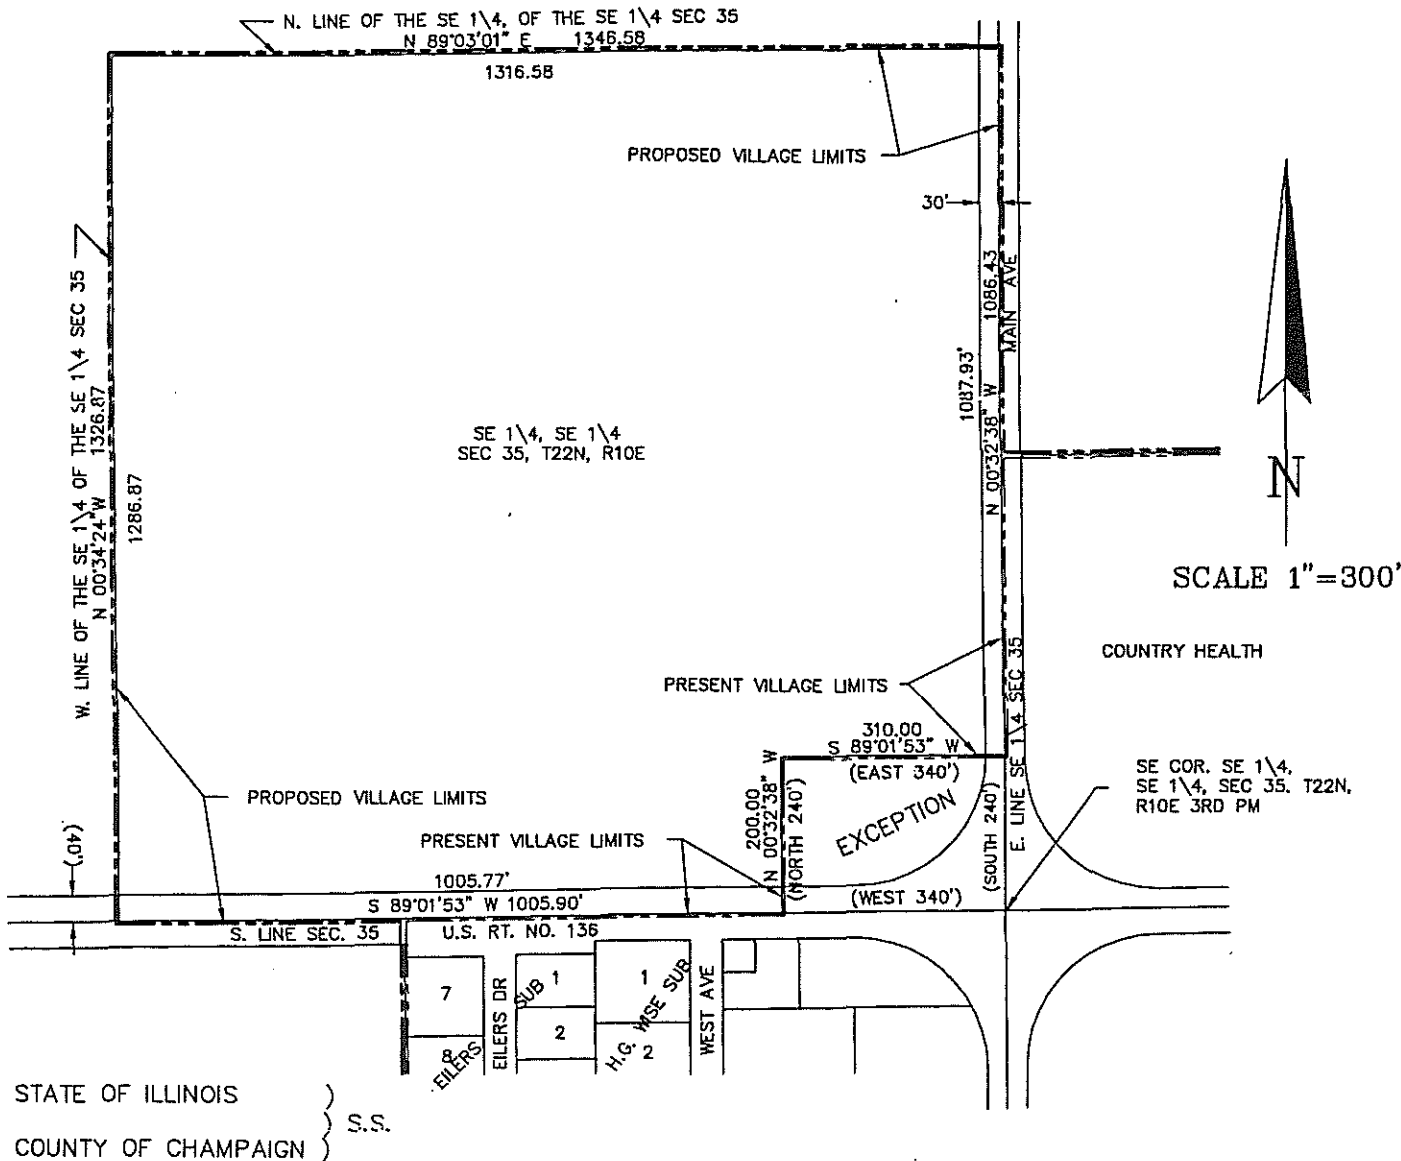 N. LINE OF THE SE 1\4, OF THE SE 1\4 SEC 35
N 89°03'01" E 1346.58
1316.58
PROPOSED VILLAGE LIMITS
30'
W. LINE OF THE SE 1\4 OF THE SE 1\4 SEC 35
N 00°34'24" W 1326.87
1286.87
SE 1\4, SE 1\4
SEC 35, T22N, R10E
1087.93'
N 00°32'38" W 1086.43
MAIN AVE
N
SCALE 1"=300'
COUNTRY HEALTH
PRESENT VILLAGE LIMITS
E. LINE SE 1\4 SEC 35
310.00
S 89°01'53" W
(EAST 340')
SE COR. SE 1\4,
SE 1\4, SEC 35. T22N,
R10E 3RD PM
PROPOSED VILLAGE LIMITS
200.00
N 00°32'38" W
(NORTH 240')
EXCEPTION
(SOUTH 240')
(40')
PRESENT VILLAGE LIMITS
1005.77'
S 89°01'53" W 1005.90'
(WEST 340')
S. LINE SEC. 35
U.S. RT. NO. 136
7
8
EILERS DR
EILERS SUB
1
2
1
2
H.G. WISE SUB
WEST AVE
STATE OF ILLINOIS )
) S.S.
COUNTY OF CHAMPAIGN )